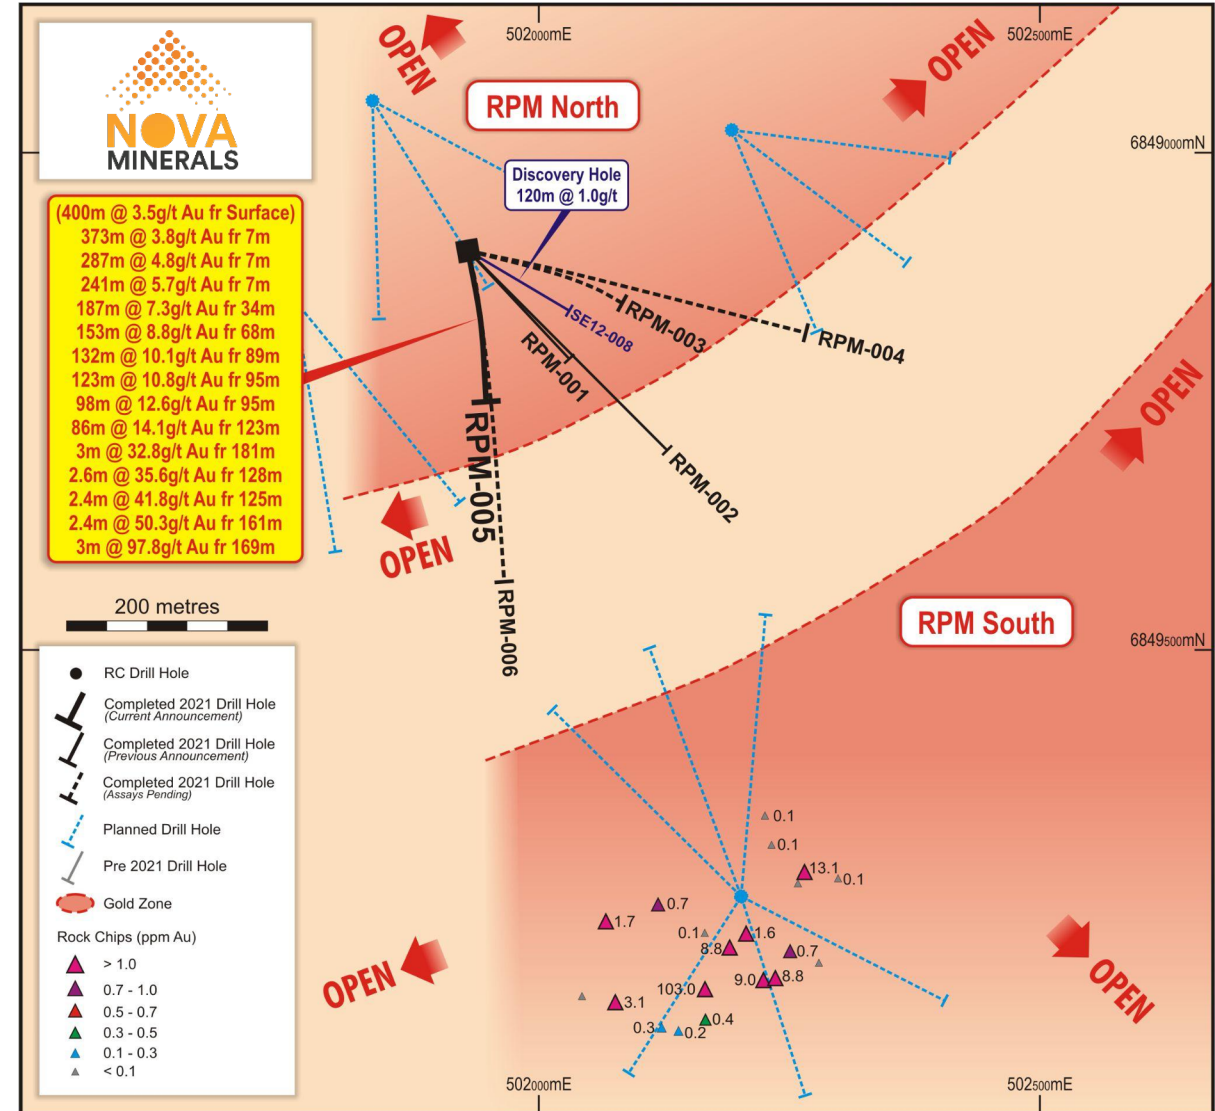 502000mE
502500mE
OPEN
OPEN
NOVA
MINERALS
RPM North
6849000mN
Discovery Hole
120m @ 1.0g/t
(400m @ 3.5g/t Au fr Surface)
373m @ 3.8g/t Au fr 7m
287m @ 4.8g/t Au fr 7m
241m @ 5.7g/t Au fr 7m
187m @ 7.3g/t Au fr 34m
153m @ 8.8g/t Au fr 68m
132m @ 10.1g/t Au fr 89m
123m @ 10.8g/t Au fr 95m
98m @ 12.6g/t Au fr 95m
86m @ 14.1g/t Au fr 123m
3m @ 32.8g/t Au fr 181m
2.6m @ 35.6g/t Au fr 128m
2.4m @ 41.8g/t Au fr 125m
2.4m @ 50.3g/t Au fr 161m
3m @ 97.8g/t Au fr 169m
SE12-008
RPM-003
RPM-004
RPM-001
RPM-002
RPM-005
RPM-006
OPEN
OPEN
200 metres
RPM South
6849500mN
RC Drill Hole
Completed 2021 Drill Hole
(Current Announcement)
Completed 2021 Drill Hole
(Previous Announcement)
Completed 2021 Drill Hole
(Assays Pending)
Planned Drill Hole
Pre 2021 Drill Hole
Gold Zone
Rock Chips (ppm Au)
> 1.0
0.7 - 1.0
0.5 - 0.7
0.3 - 0.5
0.1 - 0.3
< 0.1
0.1
0.1
13.1
0.1
0.7
1.7
0.1
1.6
8.8
0.7
9.0
8.8
103.0
3.1
0.4
0.3
0.2
OPEN
OPEN
502000mE
502500mE